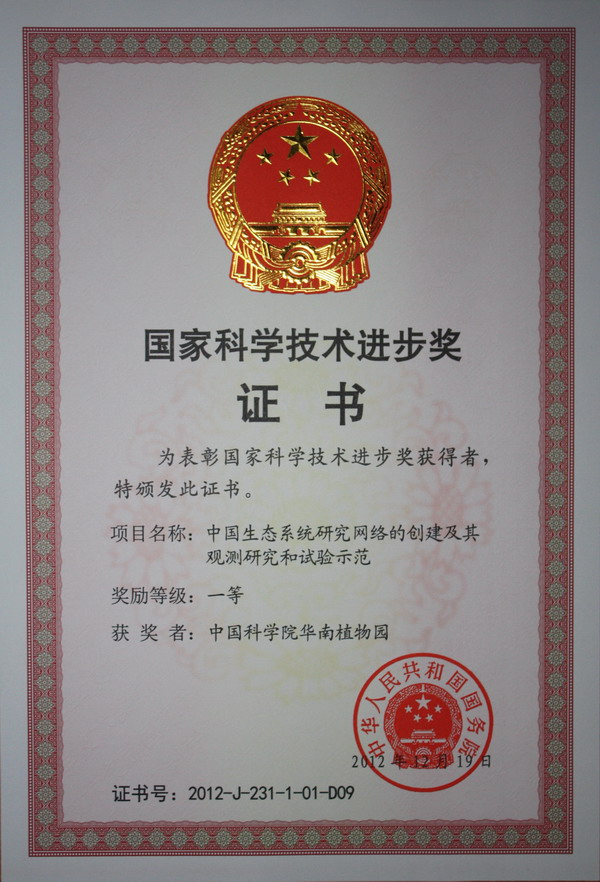 国家科学技术进步奖
证 书
为表彰国家科学技术进步奖获得者，
特颁发此证书。
项目名称：中国生态系统研究网络的创建及其
观测研究和试验示范
奖励等级：一等
获 奖 者：中国科学院华南植物园
中华人民共和国国务院
2012年12月19日
证书号：2012-J-231-1-01-D09